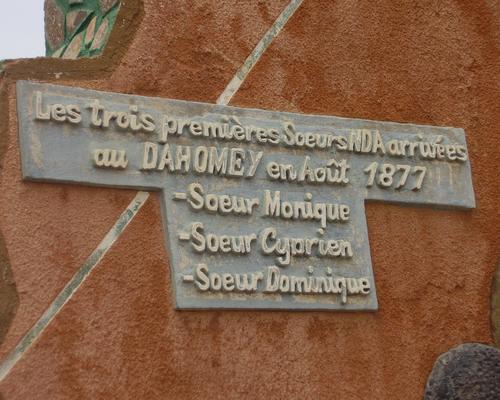 Les trois premières Soeurs NDA arrivées
au DAHOMEY en Août 1877
-Soeur Monique
-Soeur Cyprien
-Soeur Dominique